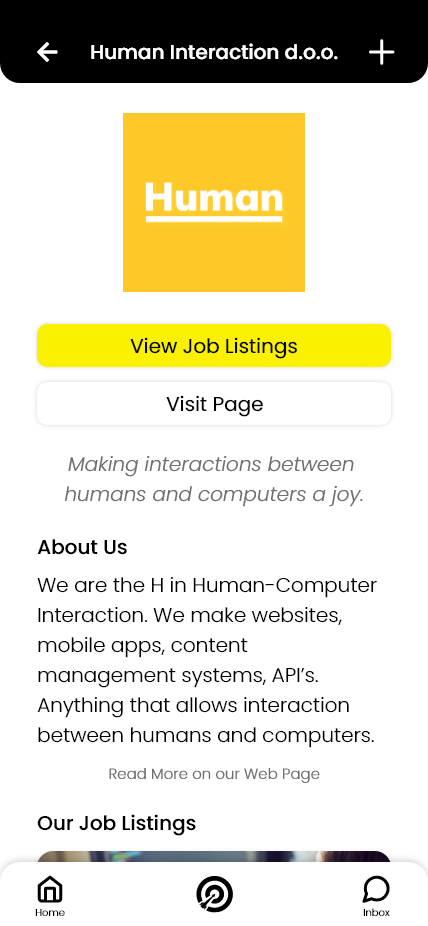 Human Interaction d.o.o.
Human
View Job Listings
Visit Page
Making interactions between
humans and computers a joy.
About Us
We are the H in Human-Computer
Interaction. We make websites,
mobile apps, content
management systems, API’s.
Anything that allows interaction
between humans and computers.
Read More on our Web Page
Our Job Listings
Home
Inbox